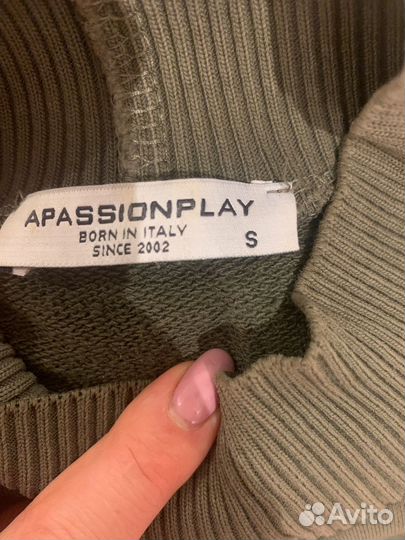 APASSIONPLAY
BORN IN ITALY
SINCE 2002
S
Avito